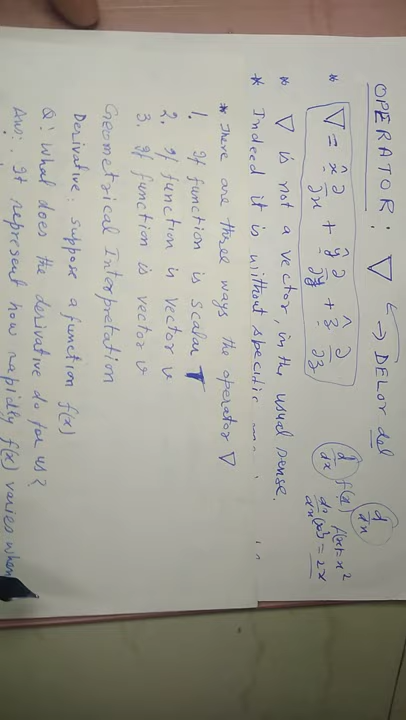 OPERATOR : ∇ → DEL or del
* ∇ = x̂ ∂/∂x + ŷ ∂/∂y + ẑ ∂/∂z
d/dx
d/dx f(x) f(x) = x²
d/dx (x²) = 2x
* ∇ is not a vector, in the usual sense.
* Indeed it is without specific
* There are three ways the operator ∇
1. If function is scalar T
2. If function is vector v
3. If function is vector v
Geometrical Interpretation
Derivative: suppose a function f(x)
Q: What does the derivative do for us?
Ans:. It represent how rapidly f(x) varies when